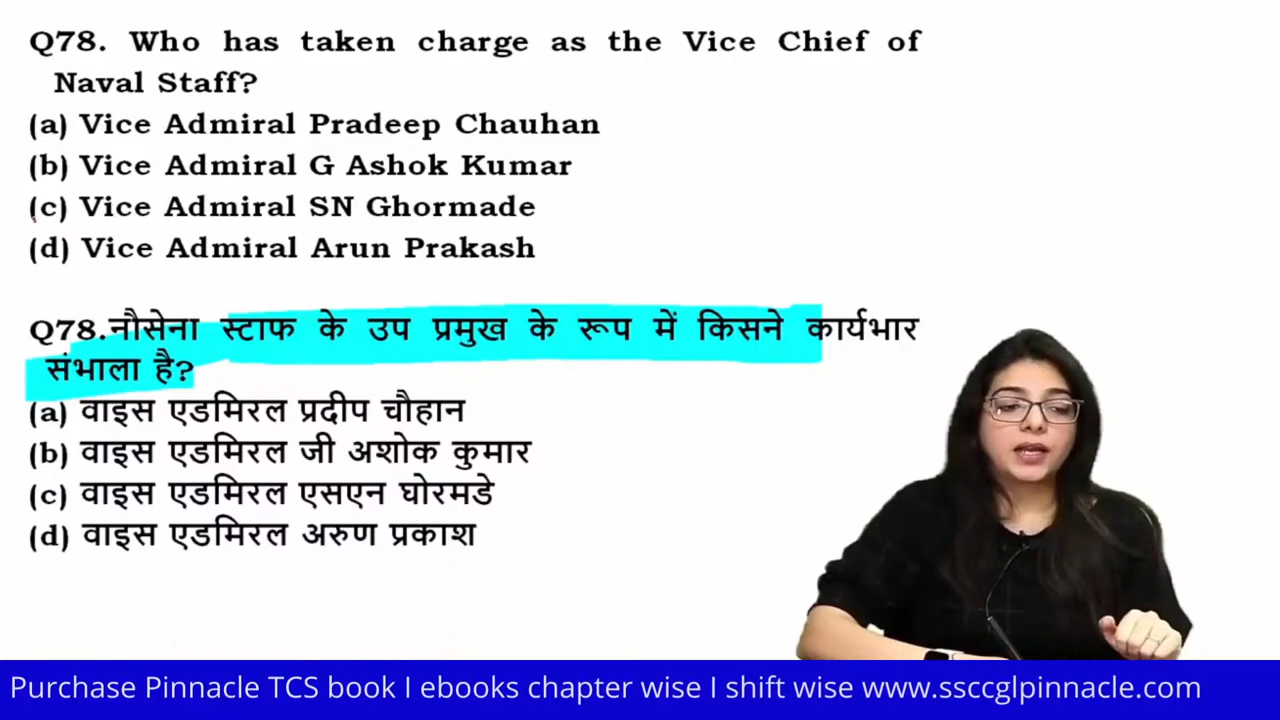 Q78. Who has taken charge as the Vice Chief of
Naval Staff?
(a) Vice Admiral Pradeep Chauhan
(b) Vice Admiral G Ashok Kumar
(c) Vice Admiral SN Ghormade
(d) Vice Admiral Arun Prakash
Q78.नौसेना स्टाफ के उप प्रमुख के रूप में किसने कार्यभार
संभाला है?
(a) वाइस एडमिरल प्रदीप चौहान
(b) वाइस एडमिरल जी अशोक कुमार
(c) वाइस एडमिरल एसएन घोरमडे
(d) वाइस एडमिरल अरुण प्रकाश
Purchase Pinnacle TCS book I ebooks chapter wise I shift wise www.ssccglpinnacle.com